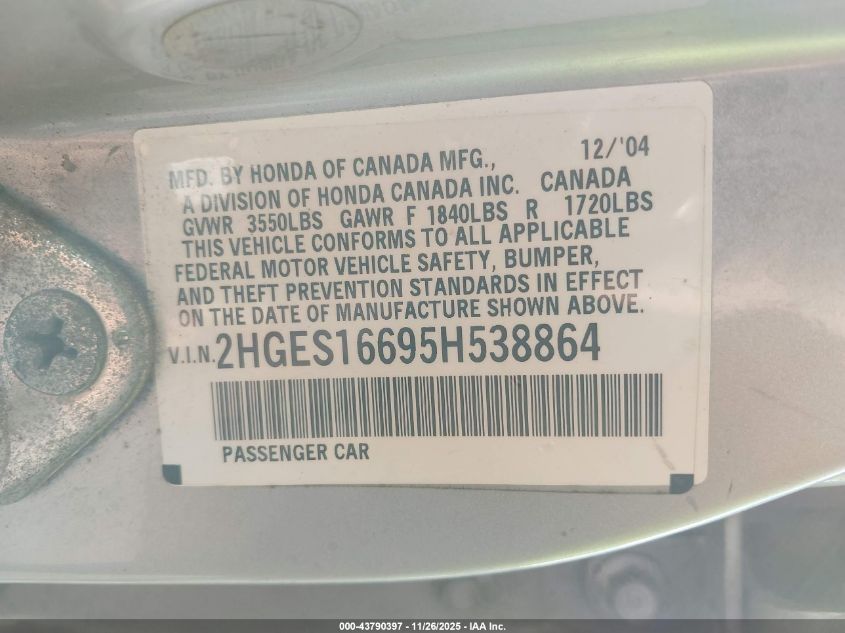 MFD. BY HONDA OF CANADA MFG., 12/'04
A DIVISION OF HONDA CANADA INC. CANADA
GVWR 3550LBS GAWR F 1840LBS R 1720LBS
THIS VEHICLE CONFORMS TO ALL APPLICABLE
FEDERAL MOTOR VEHICLE SAFETY, BUMPER,
AND THEFT PREVENTION STANDARDS IN EFFECT
ON THE DATE OF MANUFACTURE SHOWN ABOVE.
V.I.N. 2HGES16695H538864
PASSENGER CAR
000-43790397 - 11/26/2025 - IAA Inc.